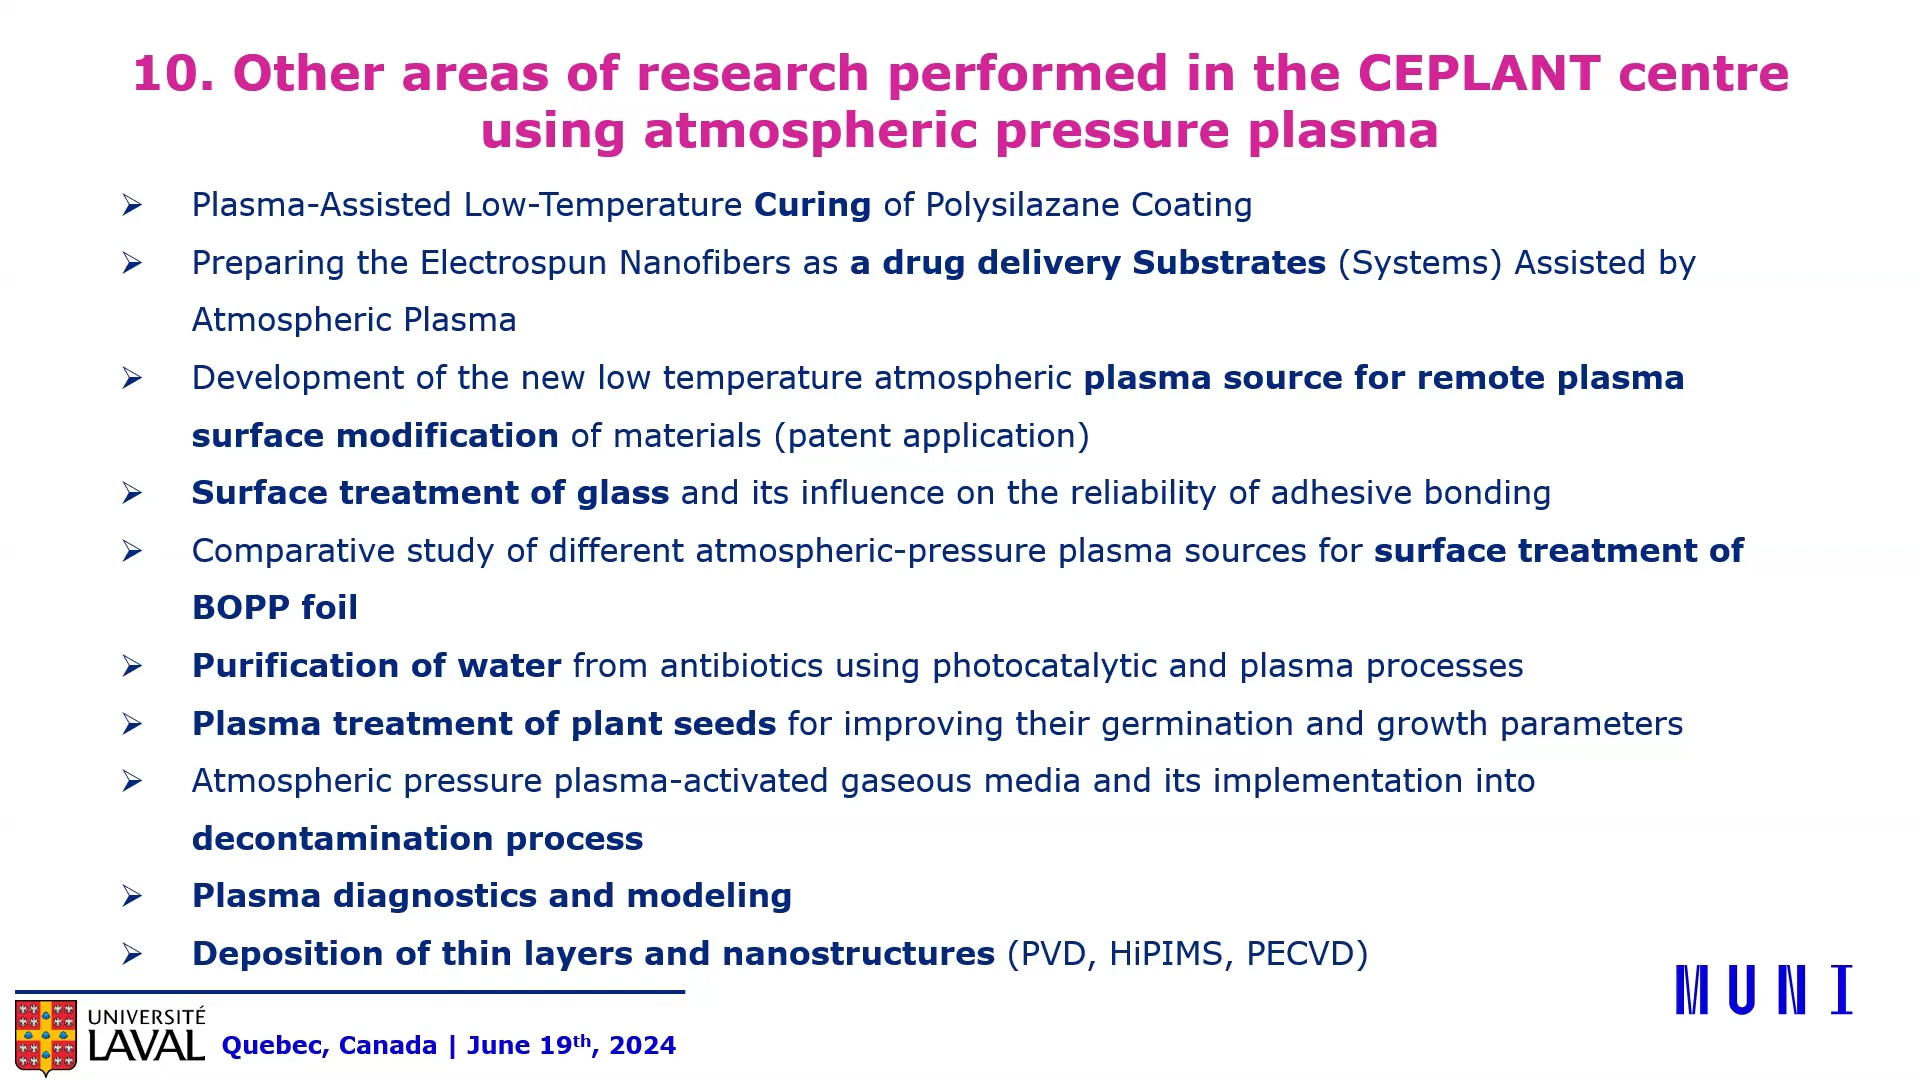 10. Other areas of research performed in the CEPLANT centre
using atmospheric pressure plasma
➢ Plasma-Assisted Low-Temperature Curing of Polysilazane Coating
➢ Preparing the Electrospun Nanofibers as a drug delivery Substrates (Systems) Assisted by
Atmospheric Plasma
➢ Development of the new low temperature atmospheric plasma source for remote plasma
surface modification of materials (patent application)
➢ Surface treatment of glass and its influence on the reliability of adhesive bonding
➢ Comparative study of different atmospheric-pressure plasma sources for surface treatment of
BOPP foil
➢ Purification of water from antibiotics using photocatalytic and plasma processes
➢ Plasma treatment of plant seeds for improving their germination and growth parameters
➢ Atmospheric pressure plasma-activated gaseous media and its implementation into
decontamination process
➢ Plasma diagnostics and modeling
➢ Deposition of thin layers and nanostructures (PVD, HiPIMS, PECVD)
MUNI
UNIVERSITÉ
LAVAL
Quebec, Canada | June 19th, 2024